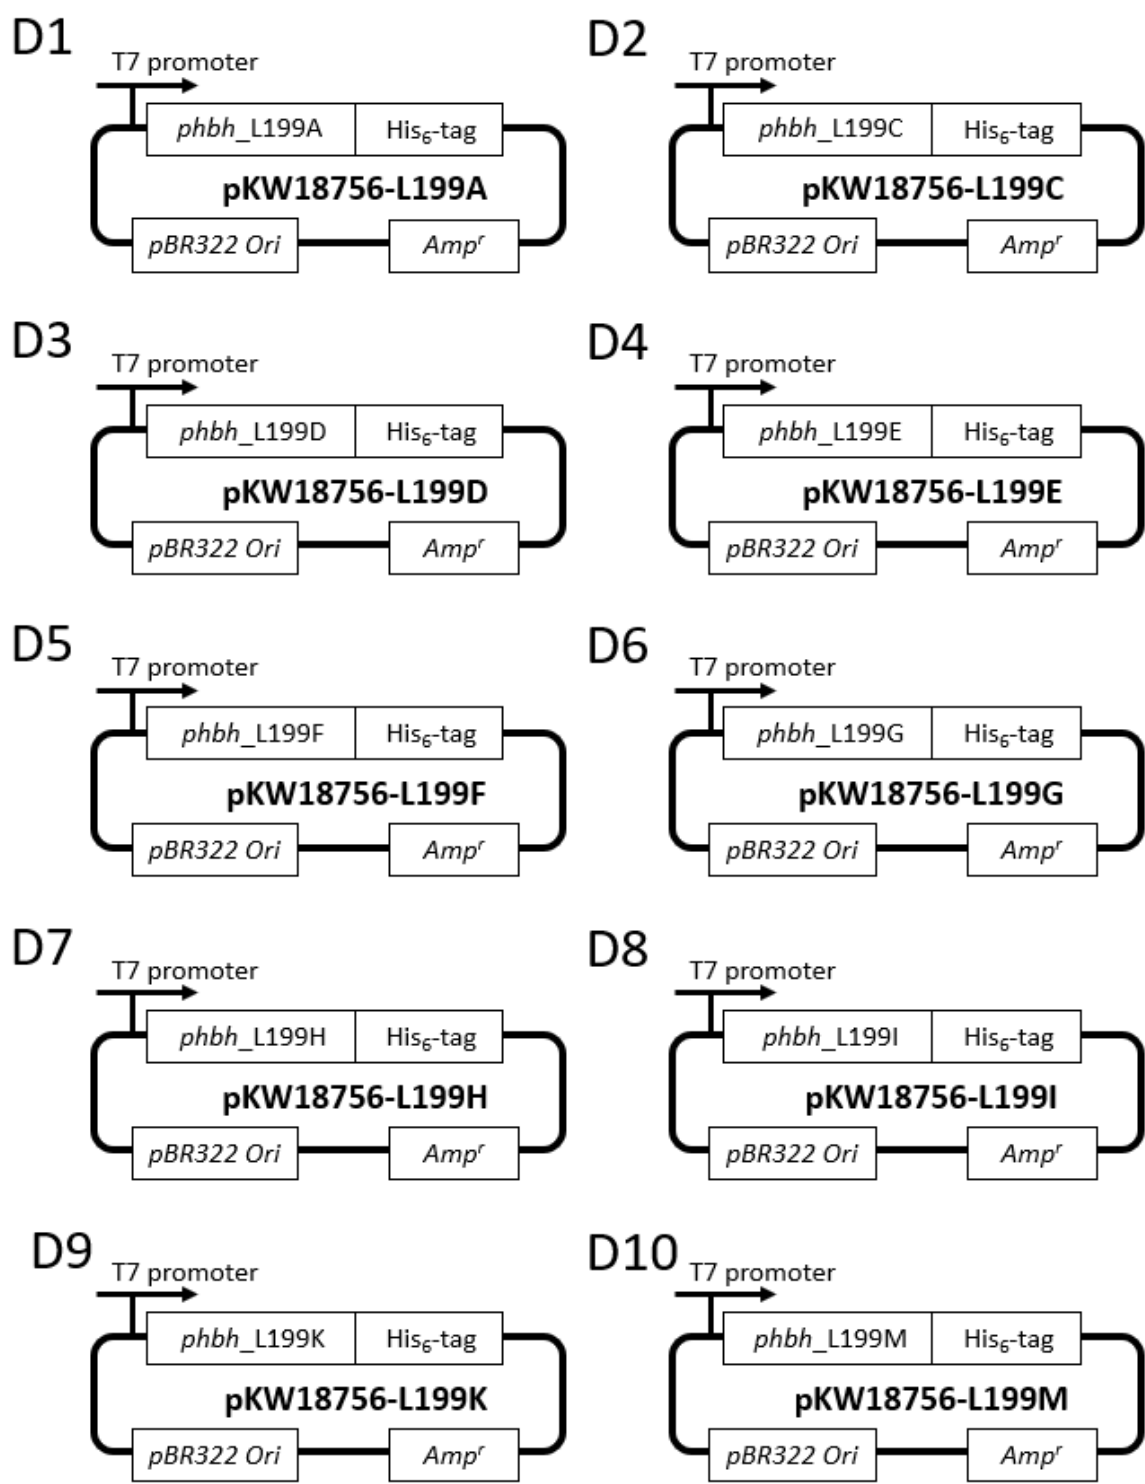 D1
T7 promoter
phbh_L199A His₆-tag
pKW18756-L199A
pBR322 Ori Ampʳ
D2
T7 promoter
phbh_L199C His₆-tag
pKW18756-L199C
pBR322 Ori Ampʳ
D3
T7 promoter
phbh_L199D His₆-tag
pKW18756-L199D
pBR322 Ori Ampʳ
D4
T7 promoter
phbh_L199E His₆-tag
pKW18756-L199E
pBR322 Ori Ampʳ
D5
T7 promoter
phbh_L199F His₆-tag
pKW18756-L199F
pBR322 Ori Ampʳ
D6
T7 promoter
phbh_L199G His₆-tag
pKW18756-L199G
pBR322 Ori Ampʳ
D7
T7 promoter
phbh_L199H His₆-tag
pKW18756-L199H
pBR322 Ori Ampʳ
D8
T7 promoter
phbh_L199I His₆-tag
pKW18756-L199I
pBR322 Ori Ampʳ
D9
T7 promoter
phbh_L199K His₆-tag
pKW18756-L199K
pBR322 Ori Ampʳ
D10
T7 promoter
phbh_L199M His₆-tag
pKW18756-L199M
pBR322 Ori Ampʳ